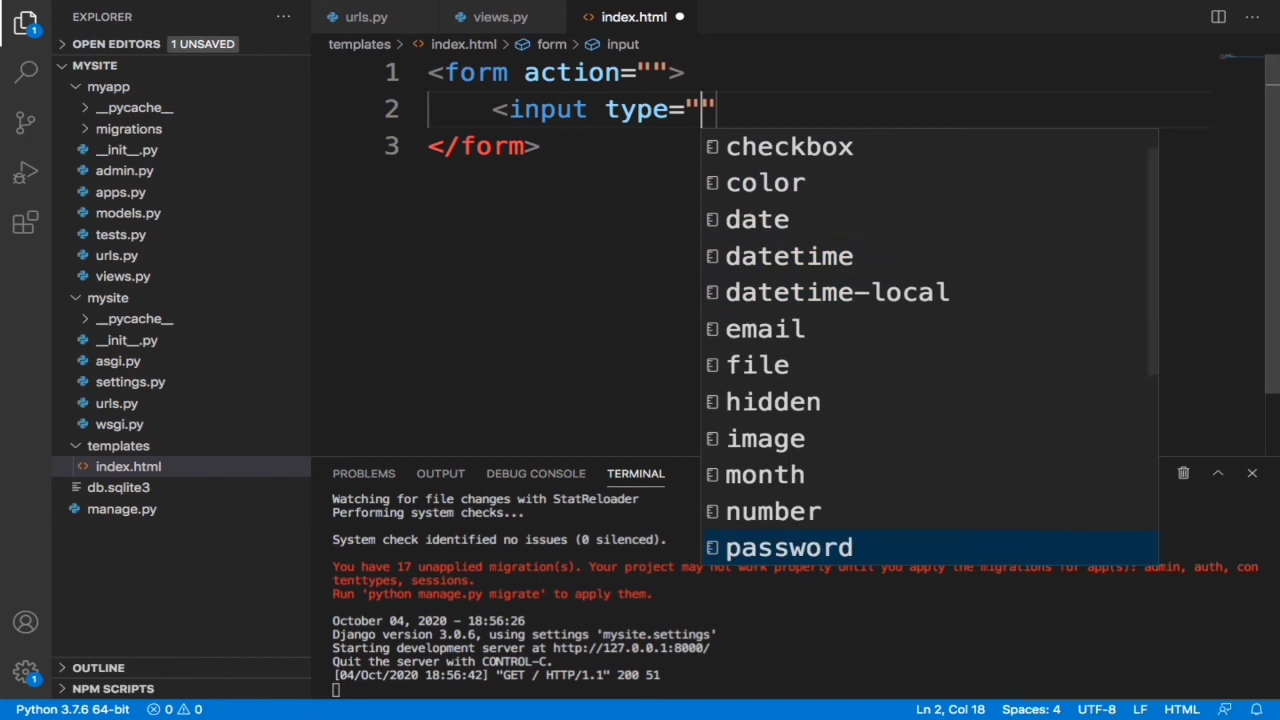 EXPLORER
urls.py
views.py
index.html
OPEN EDITORS 1 UNSAVED
templates > index.html > form > input
MYSITE
myapp
__pycache__
migrations
__init__.py
admin.py
apps.py
models.py
tests.py
urls.py
views.py
mysite
__pycache__
__init__.py
asgi.py
settings.py
urls.py
wsgi.py
templates
index.html
db.sqlite3
manage.py
OUTLINE
NPM SCRIPTS
1
1
1 <form action="">
2 <input type=""
3 </form>
checkbox
color
date
datetime
datetime-local
email
file
hidden
image
month
number
password
PROBLEMS OUTPUT DEBUG CONSOLE TERMINAL
Watching for file changes with StatReloader
Performing system checks...
System check identified no issues (0 silenced).
You have 17 unapplied migration(s). Your project may not work properly until you apply the migrations for app(s): admin, auth, con
tenttypes, sessions.
Run 'python manage.py migrate' to apply them.
October 04, 2020 - 18:56:26
Django version 3.0.6, using settings 'mysite.settings'
Starting development server at http://127.0.0.1:8000/
Quit the server with CONTROL-C.
[04/Oct/2020 18:56:42] "GET / HTTP/1.1" 200 51
Python 3.7.6 64-bit 0 0 Ln 2, Col 18 Spaces: 4 UTF-8 LF HTML